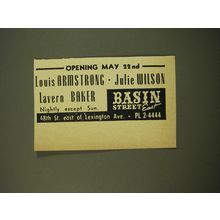 OPENING MAY 22nd
Louis ARMSTRONG • Julie WILSON
Lavern BAKER
Nightly except Sun.
BASIN
STREET East
48th St. east of Lexington Ave. • PL 2-4444